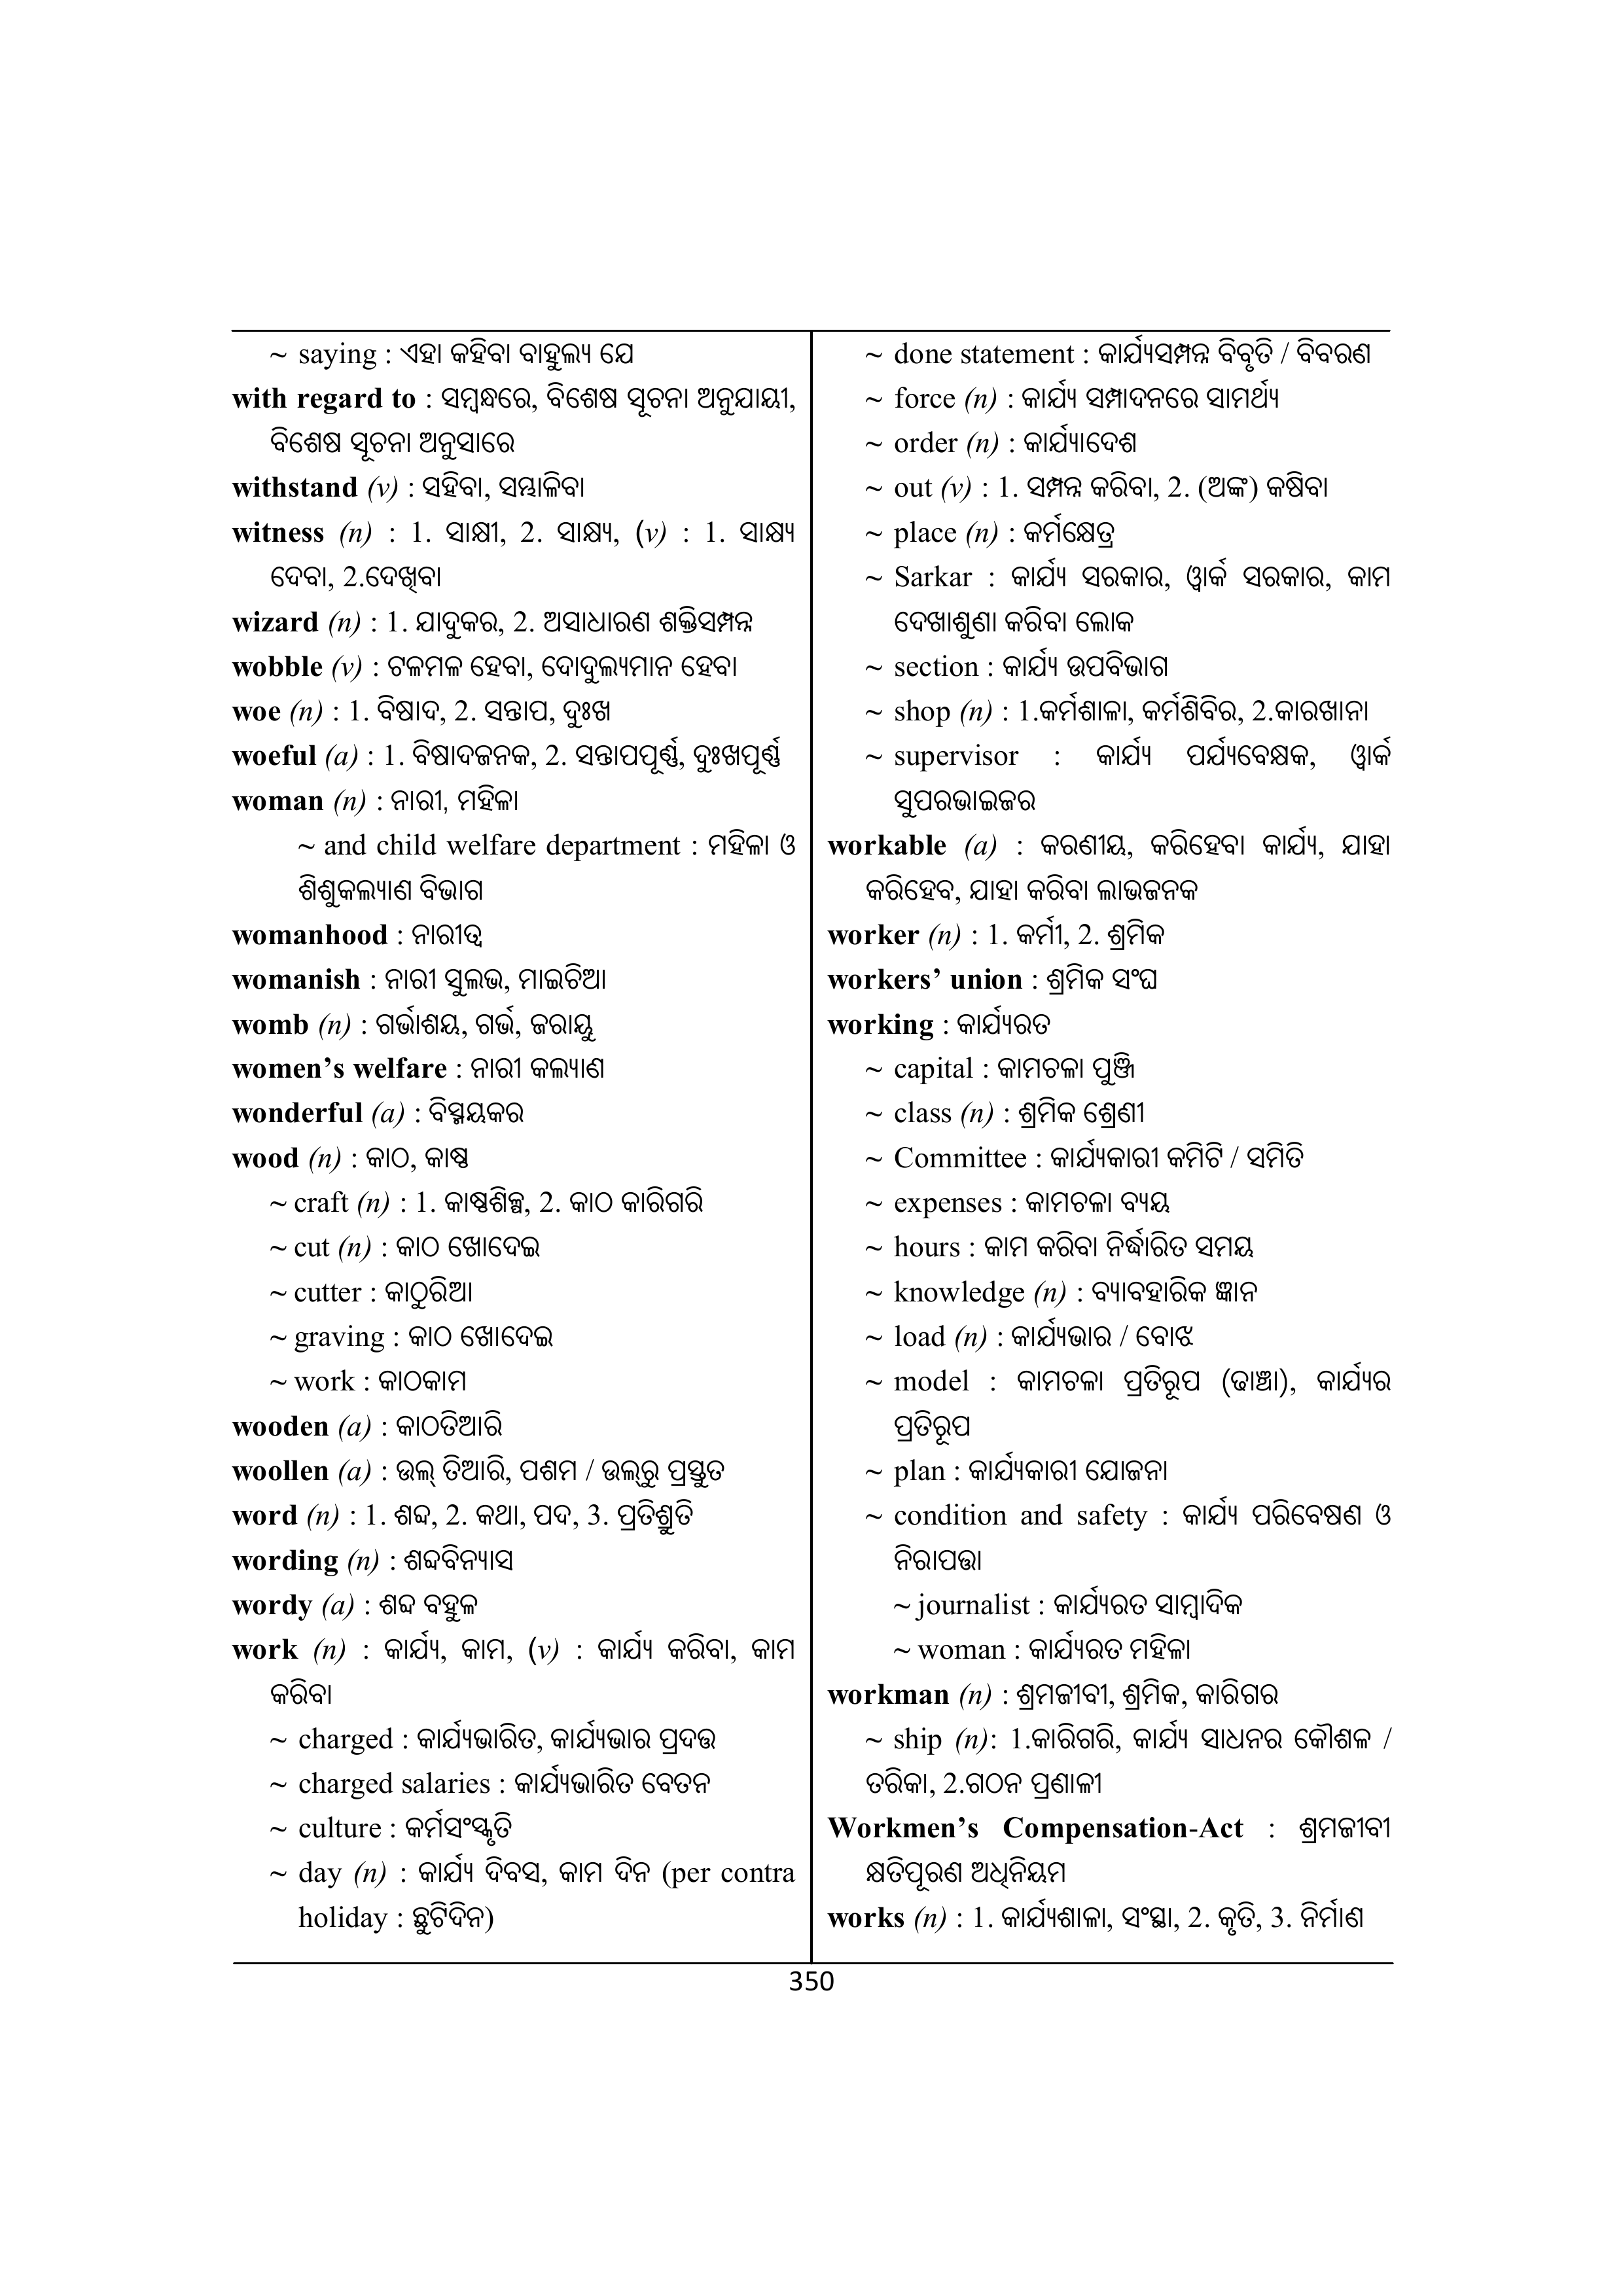 ~ saying : ଏହା କହିବା ବାହୁଲ୍ୟ ଯେ
with regard to : ସମ୍ବନ୍ଧରେ, ବିଶେଷ ସୂଚନା ଅନୁଯାୟୀ,
ବିଶେଷ ସୂଚନା ଅନୁସାରେ
withstand (v) : ସହିବା, ସମ୍ଭାଳିବା
witness (n) : 1. ସାକ୍ଷୀ, 2. ସାକ୍ଷ୍ୟ, (v) : 1. ସାକ୍ଷ୍ୟ
ଦେବା, 2.ଦେଖିବା
wizard (n) : 1. ଯାଦୁକର, 2. ଅସାଧାରଣ ଶକ୍ତିସମ୍ପନ୍ନ
wobble (v) : ଟଳମଳ ହେବା, ଦୋଦୁଲ୍ୟମାନ ହେବା
woe (n) : 1. ବିଷାଦ, 2. ସନ୍ତାପ, ଦୁଃଖ
woeful (a) : 1. ବିଷାଦଜନକ, 2. ସନ୍ତାପପୂର୍ଣ୍ଣ, ଦୁଃଖପୂର୍ଣ୍ଣ
woman (n) : ନାରୀ, ମହିଳା
~ and child welfare department : ମହିଳା ଓ
ଶିଶୁକଲ୍ୟାଣ ବିଭାଗ
womanhood : ନାରୀତ୍ୱ
womanish : ନାରୀ ସୁଲଭ, ମାଇଚିଆ
womb (n) : ଗର୍ଭାଶୟ, ଗର୍ଭ, ଜରାୟୁ
women’s welfare : ନାରୀ କଲ୍ୟାଣ
wonderful (a) : ବିସ୍ମୟକର
wood (n) : କାଠ, କାଷ୍ଠ
~ craft (n) : 1. କାଷ୍ଠଶିଳ୍ପ, 2. କାଠ କାରିଗରି
~ cut (n) : କାଠ ଖୋଦେଇ
~ cutter : କାଠୁରିଆ
~ graving : କାଠ ଖୋଦେଇ
~ work : କାଠକାମ
wooden (a) : କାଠତିଆରି
woollen (a) : ଉଲ୍ ତିଆରି, ପଶମ / ଉଲ୍‌ରୁ ପ୍ରସ୍ତୁତ
word (n) : 1. ଶବ୍ଦ, 2. କଥା, ପଦ, 3. ପ୍ରତିଶ୍ରୁତି
wording (n) : ଶବ୍ଦବିନ୍ୟାସ
wordy (a) : ଶବ୍ଦ ବହୁଳ
work (n) : କାର୍ଯ୍ୟ, କାମ, (v) : କାର୍ଯ୍ୟ କରିବା, କାମ
କରିବା
~ charged : କାର୍ଯ୍ୟଭାରିତ, କାର୍ଯ୍ୟଭାର ପ୍ରଦତ୍ତ
~ charged salaries : କାର୍ଯ୍ୟଭାରିତ ବେତନ
~ culture : କର୍ମସଂସ୍କୃତି
~ day (n) : କାର୍ଯ୍ୟ ଦିବସ, କାମ ଦିନ (per contra
holiday : ଛୁଟିଦିନ)
~ done statement : କାର୍ଯ୍ୟସମ୍ପନ୍ନ ବିବୃତି / ବିବରଣ
~ force (n) : କାର୍ଯ୍ୟ ସମ୍ପାଦନରେ ସାମର୍ଥ୍ୟ
~ order (n) : କାର୍ଯ୍ୟାଦେଶ
~ out (v) : 1. ସମ୍ପନ୍ନ କରିବା, 2. (ଅଙ୍କ) କଷିବା
~ place (n) : କର୍ମକ୍ଷେତ୍ର
~ Sarkar : କାର୍ଯ୍ୟ ସରକାର, ୱାର୍କ ସରକାର, କାମ
ଦେଖାଶୁଣା କରିବା ଲୋକ
~ section : କାର୍ଯ୍ୟ ଉପବିଭାଗ
~ shop (n) : 1.କର୍ମଶାଳା, କର୍ମଶିବିର, 2.କାରଖାନା
~ supervisor : କାର୍ଯ୍ୟ ପର୍ଯ୍ୟବେକ୍ଷକ, ୱାର୍କ
ସୁପରଭାଇଜର
workable (a) : କରଣୀୟ, କରିହେବା କାର୍ଯ୍ୟ, ଯାହା
କରିହେବ, ଯାହା କରିବା ଲାଭଜନକ
worker (n) : 1. କର୍ମୀ, 2. ଶ୍ରମିକ
workers’ union : ଶ୍ରମିକ ସଂଘ
working : କାର୍ଯ୍ୟରତ
~ capital : କାମଚଳା ପୁଞ୍ଜି
~ class (n) : ଶ୍ରମିକ ଶ୍ରେଣୀ
~ Committee : କାର୍ଯ୍ୟକାରୀ କମିଟି / ସମିତି
~ expenses : କାମଚଳା ବ୍ୟୟ
~ hours : କାମ କରିବା ନିର୍ଦ୍ଧାରିତ ସମୟ
~ knowledge (n) : ବ୍ୟାବହାରିକ ଜ୍ଞାନ
~ load (n) : କାର୍ଯ୍ୟଭାର / ବୋଝ
~ model : କାମଚଳା ପ୍ରତିରୂପ (ଢାଞ୍ଚା), କାର୍ଯ୍ୟର
ପ୍ରତିରୂପ
~ plan : କାର୍ଯ୍ୟକାରୀ ଯୋଜନା
~ condition and safety : କାର୍ଯ୍ୟ ପରିବେଷଣ ଓ
ନିରାପତ୍ତା
~ journalist : କାର୍ଯ୍ୟରତ ସାମ୍ବାଦିକ
~ woman : କାର୍ଯ୍ୟରତ ମହିଳା
workman (n) : ଶ୍ରମଜୀବୀ, ଶ୍ରମିକ, କାରିଗର
~ ship (n): 1.କାରିଗରି, କାର୍ଯ୍ୟ ସାଧନର କୌଶଳ /
ତରିକା, 2.ଗଠନ ପ୍ରଣାଳୀ
Workmen’s Compensation-Act : ଶ୍ରମଜୀବୀ
କ୍ଷତିପୂରଣ ଅଧିନିୟମ
works (n) : 1. କାର୍ଯ୍ୟଶାଳା, ସଂସ୍ଥା, 2. କୃତି, 3. ନିର୍ମାଣ
350